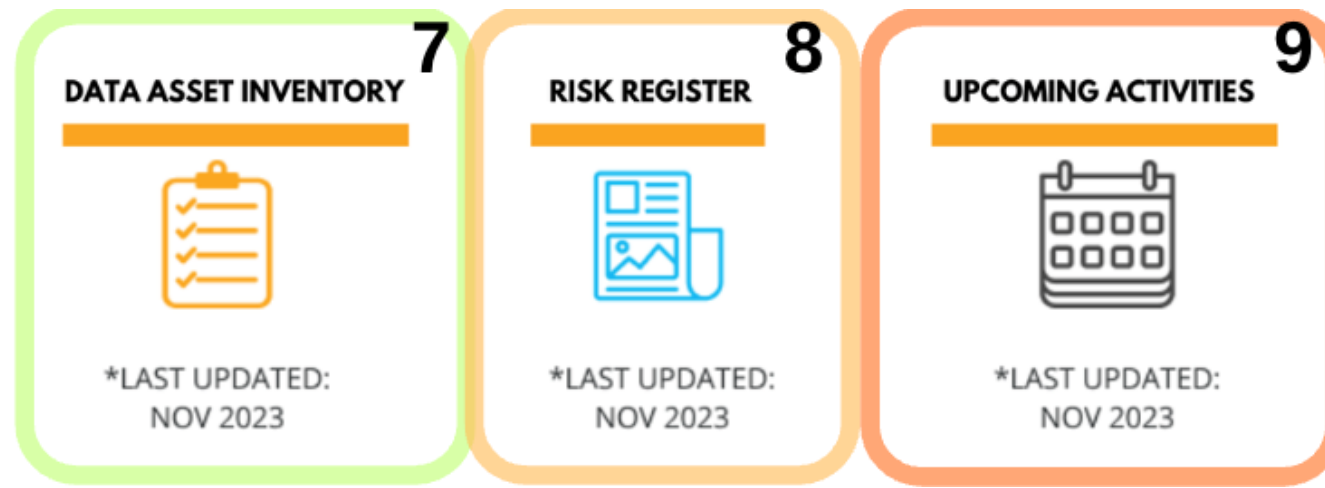 7
DATA ASSET INVENTORY
*LAST UPDATED:
NOV 2023
8
RISK REGISTER
*LAST UPDATED:
NOV 2023
9
UPCOMING ACTIVITIES
*LAST UPDATED:
NOV 2023